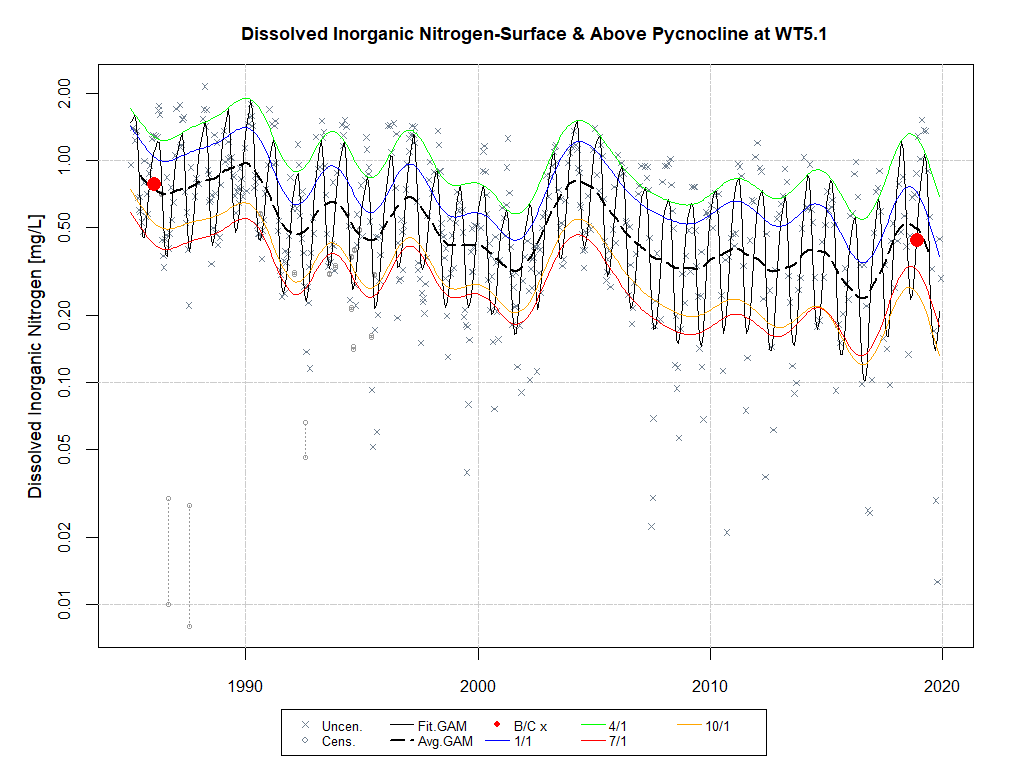 Dissolved Inorganic Nitrogen-Surface & Above Pycnocline at WT5.1
Dissolved Inorganic Nitrogen [mg/L]
2.00
1.00
0.50
0.20
0.10
0.05
0.02
0.01
1990 2000 2010 2020
Uncen. Fit.GAM B/C x 4/1 10/1
Cens. Avg.GAM 1/1 7/1